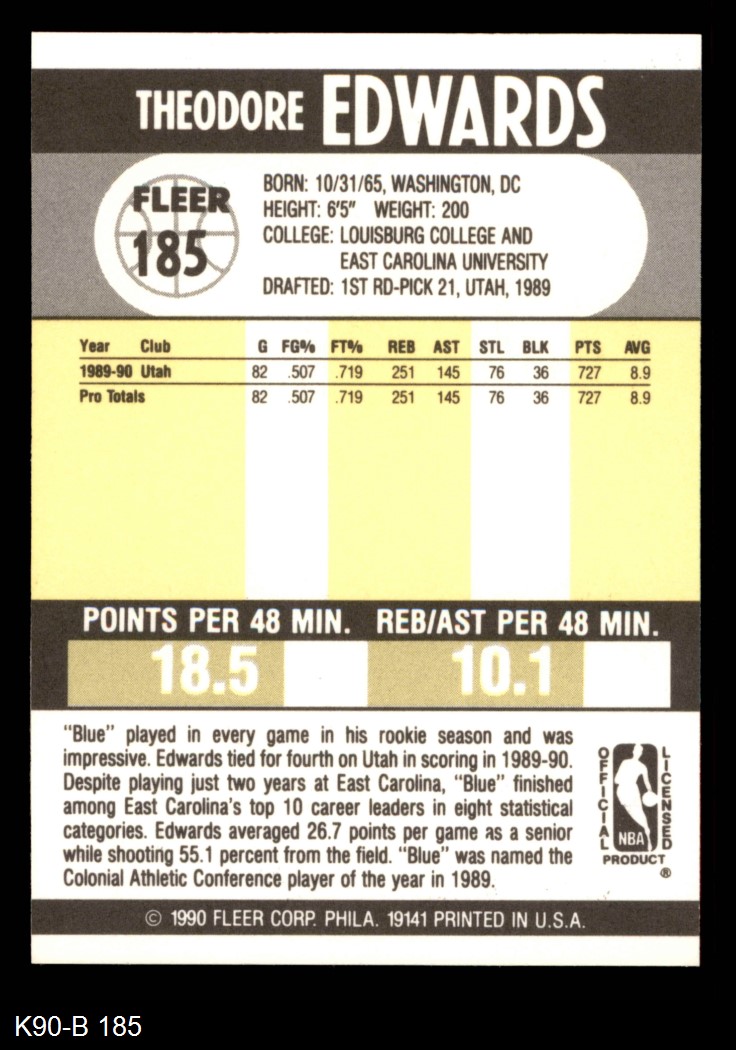 THEODORE EDWARDS
FLEER
185
BORN: 10/31/65, WASHINGTON, DC
HEIGHT: 6'5" WEIGHT: 200
COLLEGE: LOUISBURG COLLEGE AND
EAST CAROLINA UNIVERSITY
DRAFTED: 1ST RD-PICK 21, UTAH, 1989
Year Club G FG% FT% REB AST STL BLK PTS AVG
1989-90 Utah 82 .507 .719 251 145 76 36 727 8.9
Pro Totals 82 .507 .719 251 145 76 36 727 8.9
POINTS PER 48 MIN. REB/AST PER 48 MIN.
18.5 10.1
"Blue" played in every game in his rookie season and was
impressive. Edwards tied for fourth on Utah in scoring in 1989-90.
Despite playing just two years at East Carolina, "Blue" finished
among East Carolina's top 10 career leaders in eight statistical
categories. Edwards averaged 26.7 points per game as a senior
while shooting 55.1 percent from the field. "Blue" was named the
Colonial Athletic Conference player of the year in 1989.
OFFICIAL
NBA
LICENSED
PRODUCT
®
© 1990 FLEER CORP. PHILA. 19141 PRINTED IN U.S.A.
K90-B 185